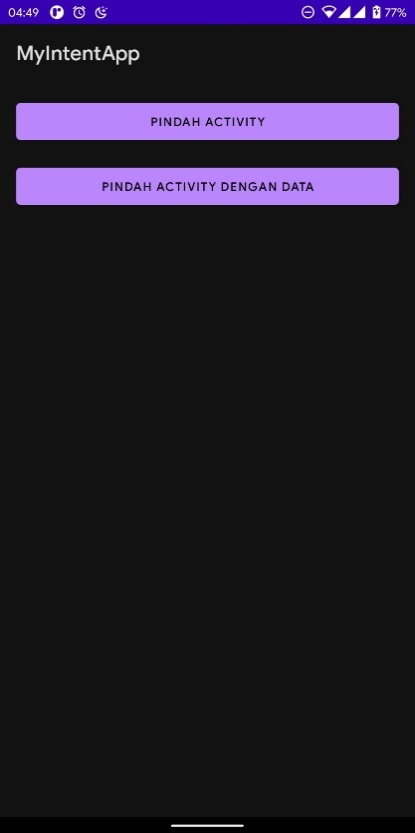 04:49
77%
MyIntentApp
PINDAH ACTIVITY
PINDAH ACTIVITY DENGAN DATA